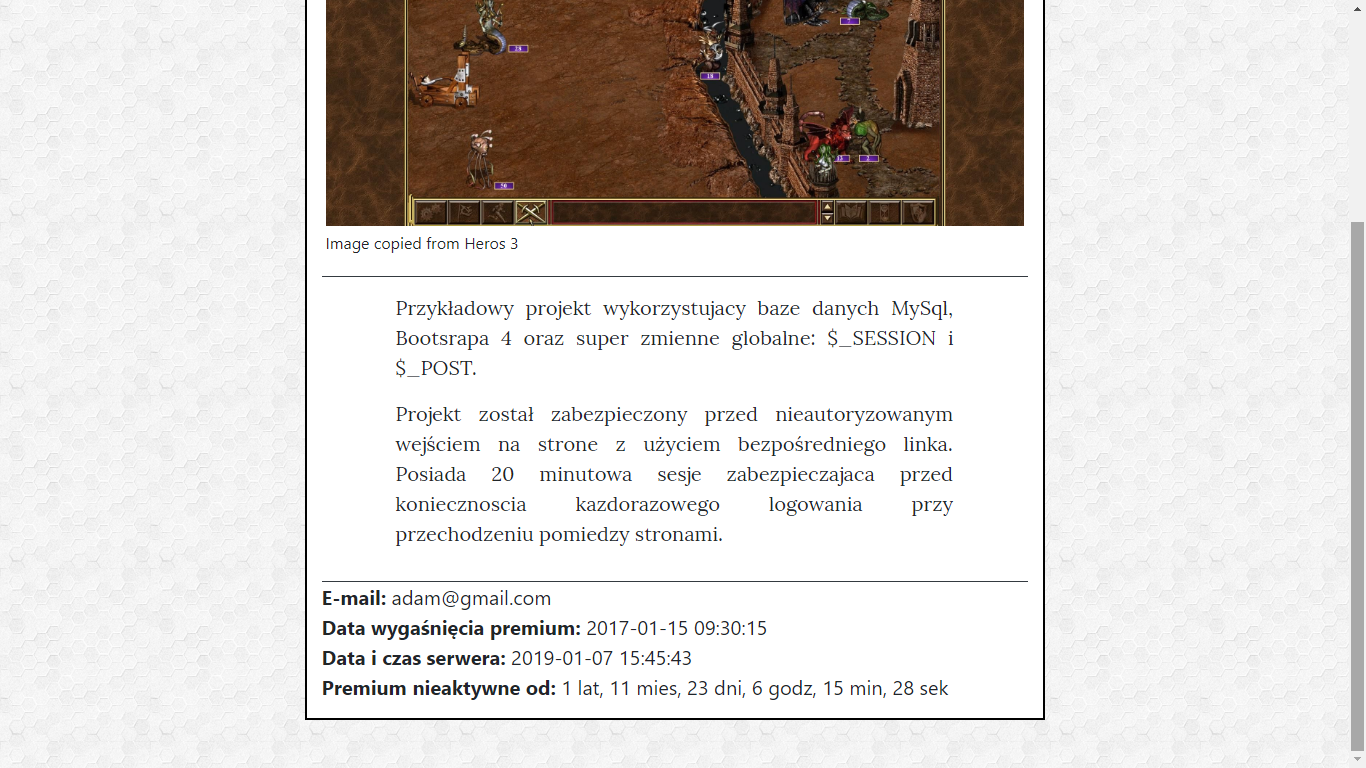 Image copied from Heros 3
Przykładowy projekt wykorzystujacy baze danych MySql,
Bootsrapa 4 oraz super zmienne globalne: $_SESSION i
$_POST.
Projekt został zabezpieczony przed nieautoryzowanym
wejściem na strone z użyciem bezpośredniego linka.
Posiada 20 minutowa sesje zabezpieczajaca przed
koniecznoscia kazdorazowego logowania przy
przechodzeniu pomiedzy stronami.
E-mail: adam@gmail.com
Data wygaśnięcia premium: 2017-01-15 09:30:15
Data i czas serwera: 2019-01-07 15:45:43
Premium nieaktywne od: 1 lat, 11 mies, 23 dni, 6 godz, 15 min, 28 sek